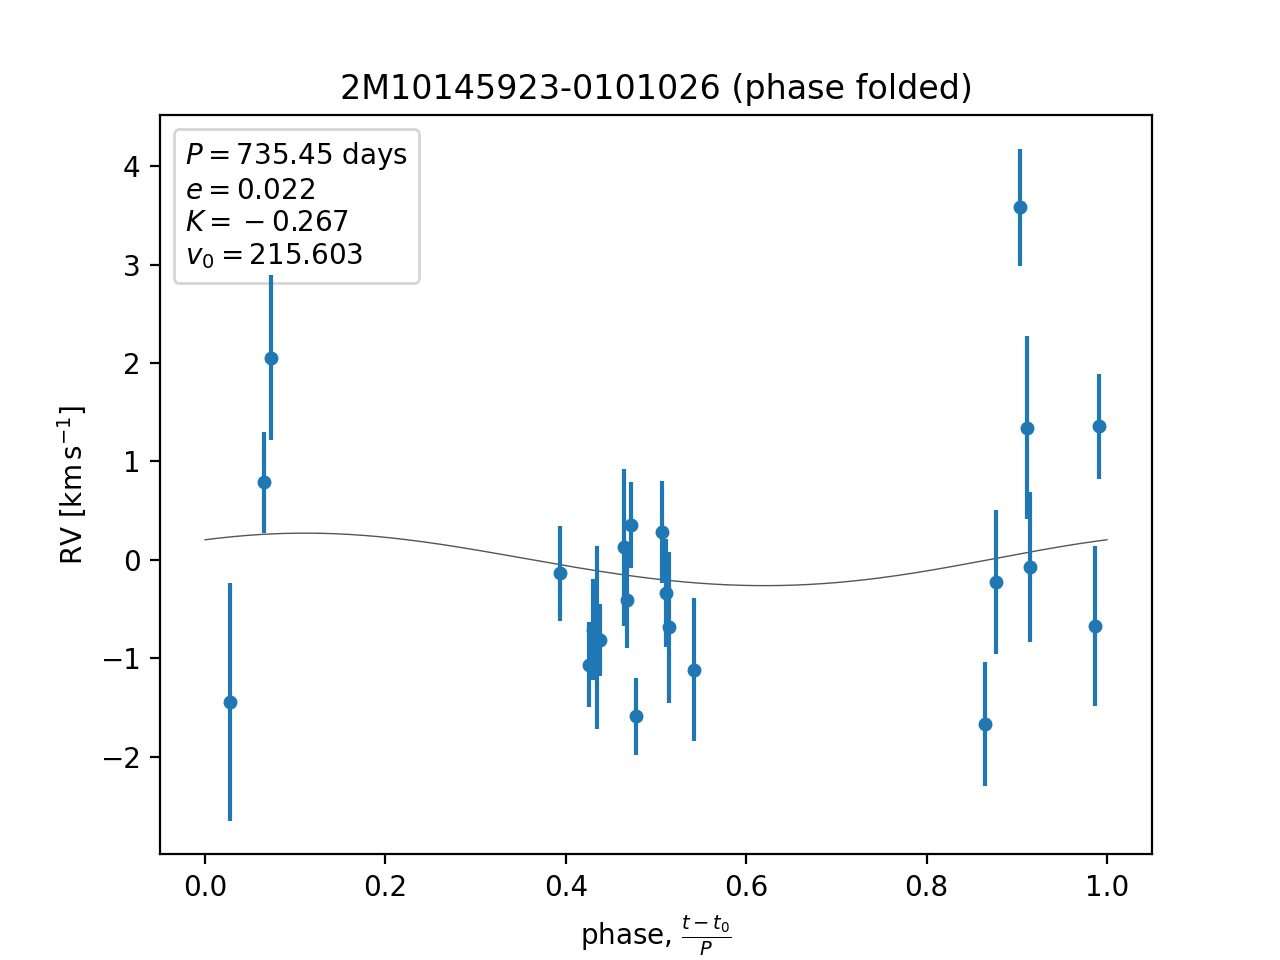 2M10145923-0101026 (phase folded)
P = 735.45 days
e = 0.022
K = −0.267
v₀ = 215.603
4
3
2
1
0
−1
−2
RV [km s⁻¹]
0.0 0.2 0.4 0.6 0.8 1.0
phase, (t − t₀)/P